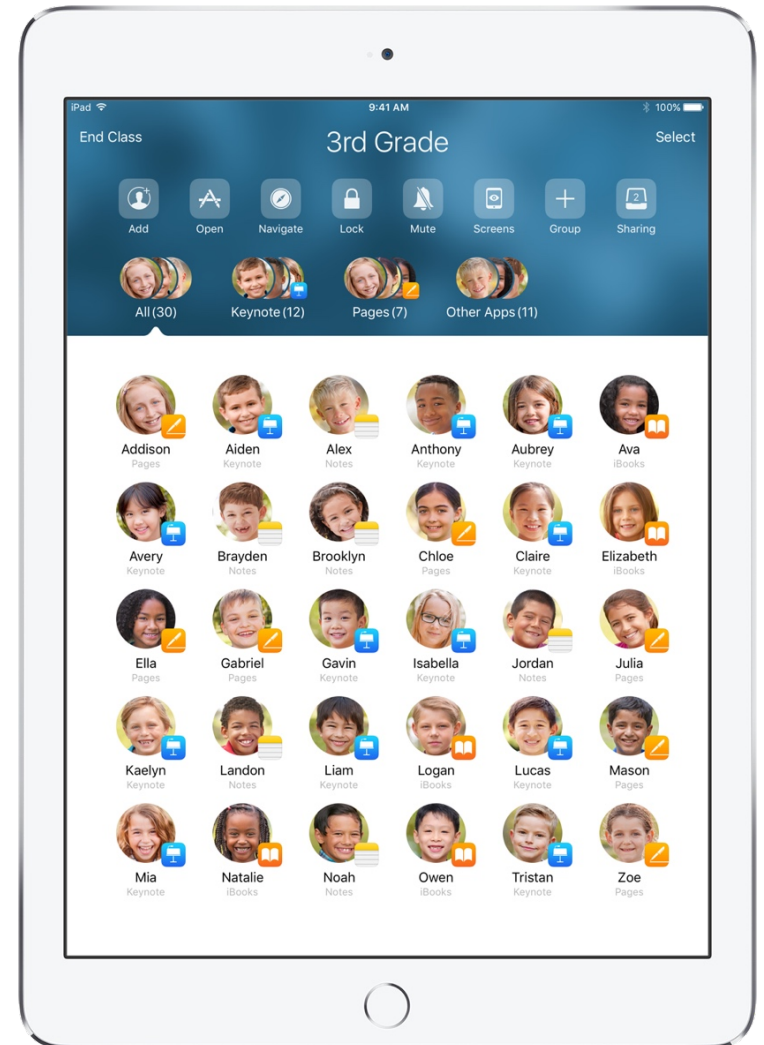 iPad 9:41 AM 100%
End Class 3rd Grade Select
Add Open Navigate Lock Mute Screens Group Sharing
2
All (30) Keynote (12) Pages (7) Other Apps (11)
Addison Aiden Alex Anthony Aubrey Ava
Pages Keynote Notes Keynote Keynote iBooks
Avery Brayden Brooklyn Chloe Claire Elizabeth
Keynote Notes Notes Pages Keynote iBooks
Ella Gabriel Gavin Isabella Jordan Julia
Pages Pages Keynote Keynote Notes Pages
Kaelyn Landon Liam Logan Lucas Mason
Keynote Notes Keynote iBooks Keynote Pages
Mia Natalie Noah Owen Tristan Zoe
Keynote iBooks Notes iBooks Keynote Pages